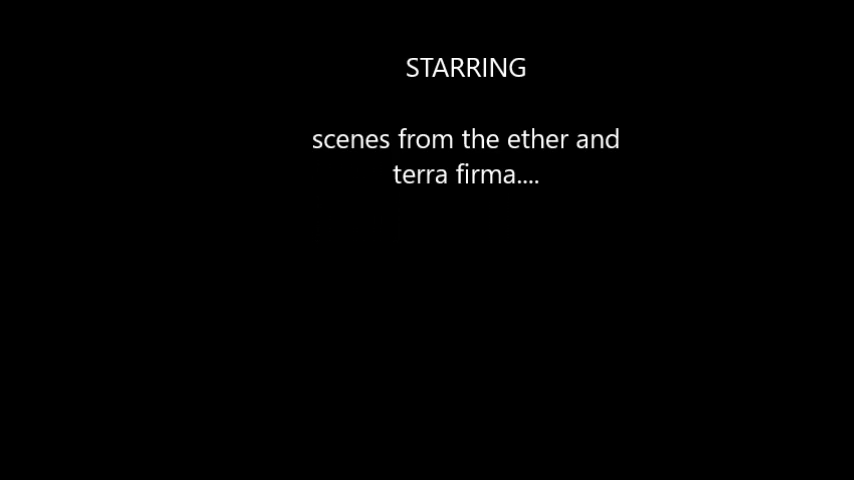 STARRING
scenes from the ether and
terra firma....